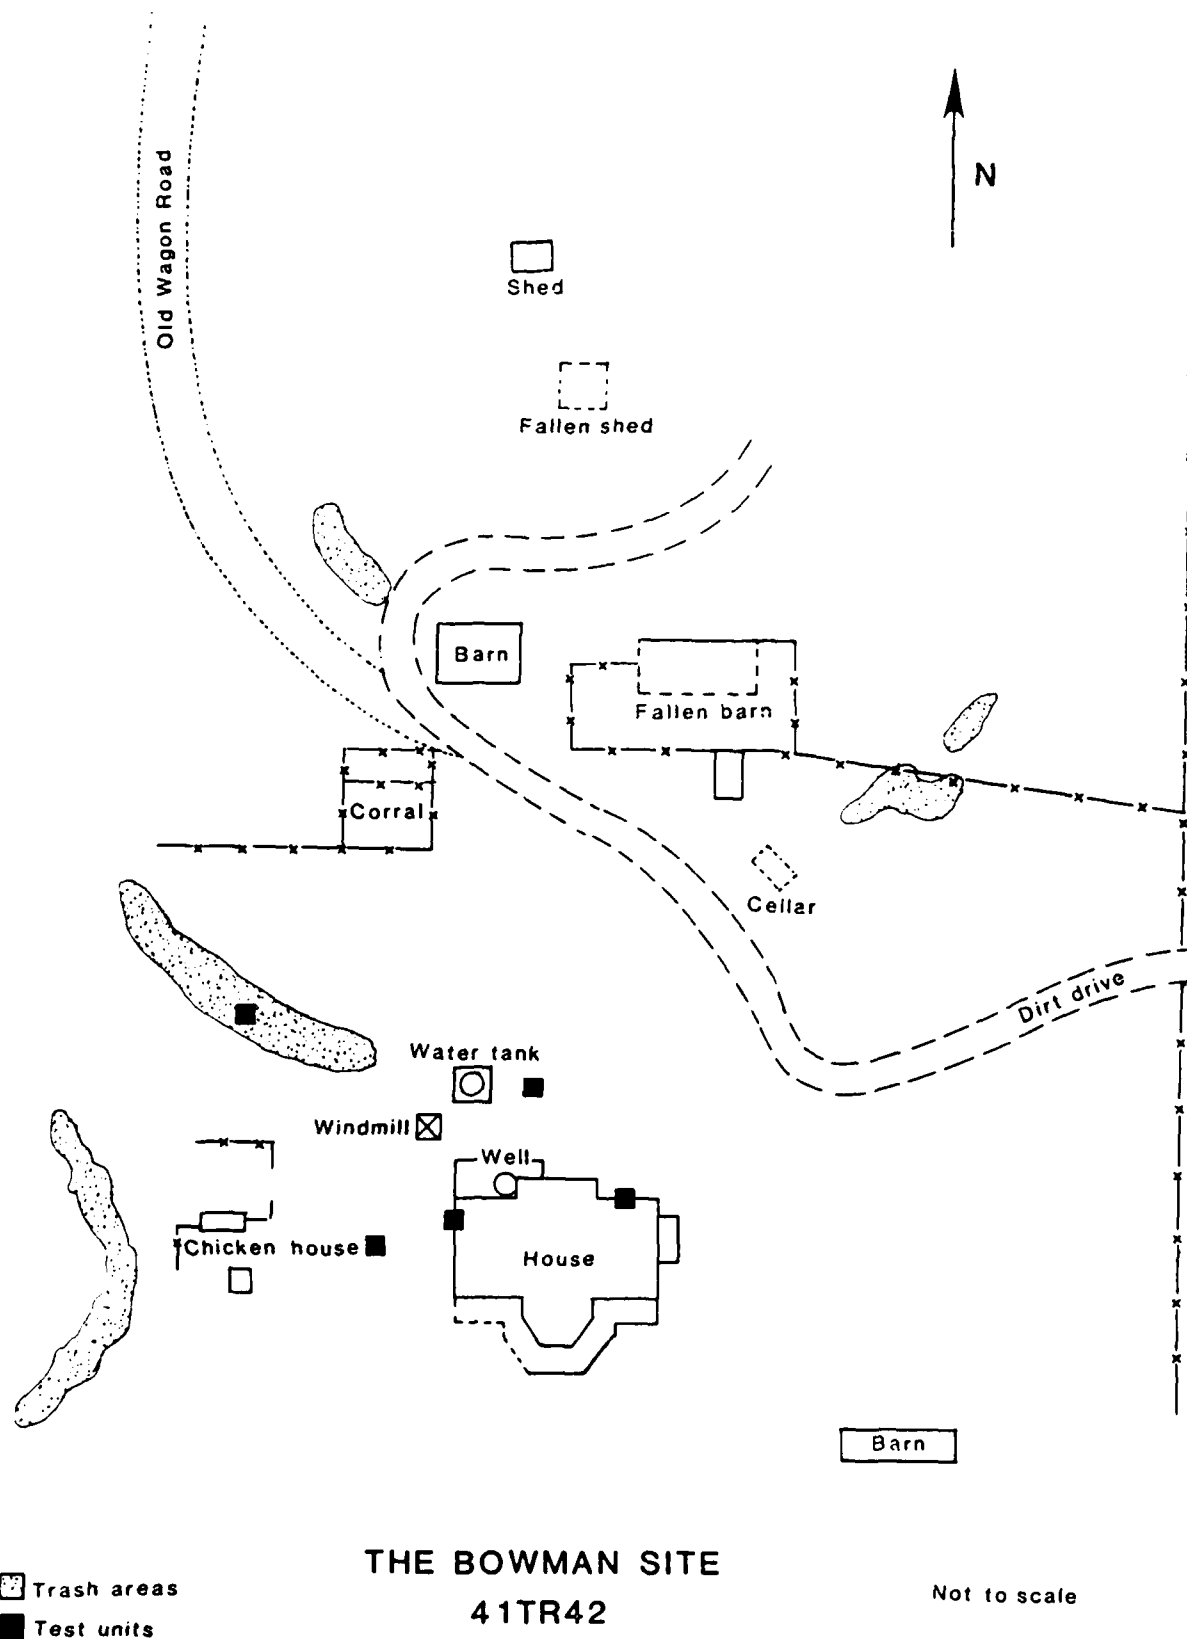 Old Wagon Road
N
Shed
Fallen shed
Barn
Fallen barn
Corral
Cellar
Dirt drive
Water tank
Windmill
Well
Chicken house
House
Barn
THE BOWMAN SITE
41TR42
Trash areas
Test units
Not to scale